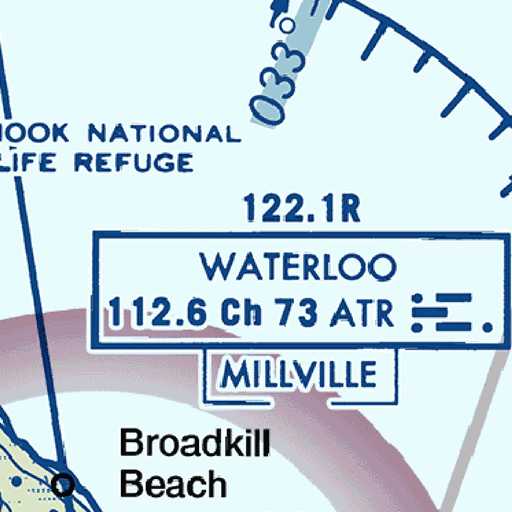 033°
HOOK NATIONAL
LIFE REFUGE
122.1R
WATERLOO
112.6 Ch 73 ATR
MILLVILLE
Broadkill
Beach